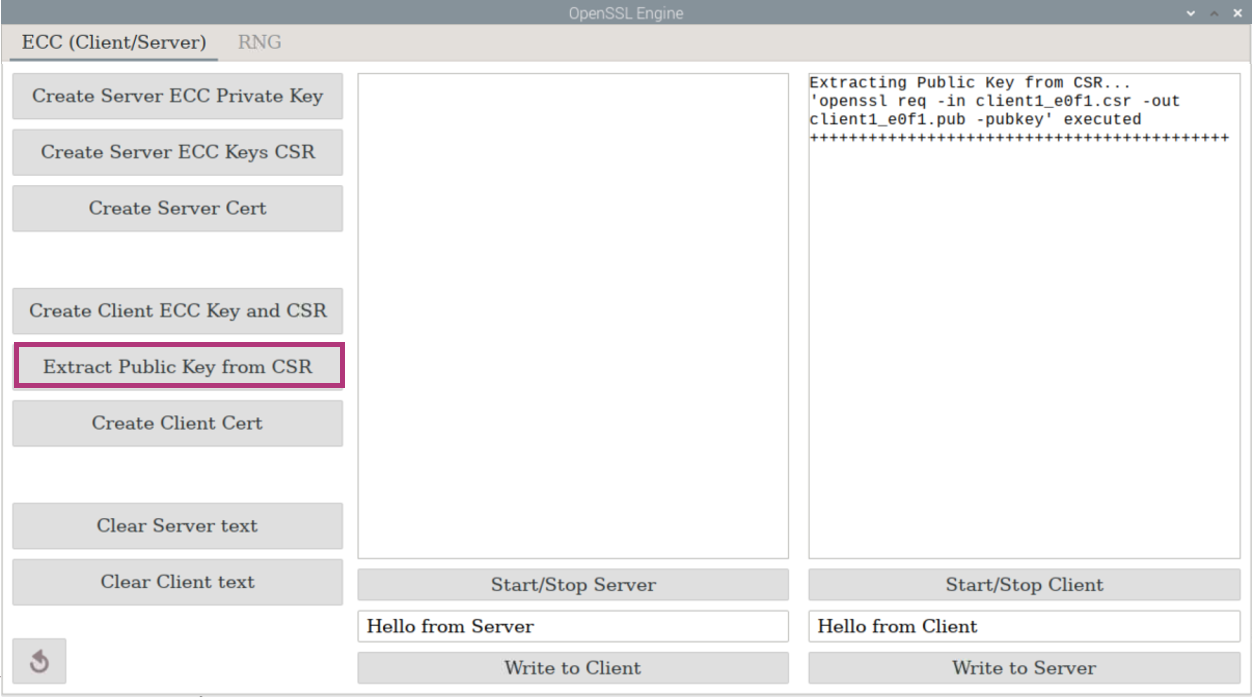 OpenSSL Engine
ECC (Client/Server)
RNG
Create Server ECC Private Key
Create Server ECC Keys CSR
Create Server Cert
Create Client ECC Key and CSR
Extract Public Key from CSR
Create Client Cert
Clear Server text
Clear Client text
Start/Stop Server
Hello from Server
Write to Client
Extracting Public Key from CSR...
'openssl req -in client1_e0f1.csr -out
client1_e0f1.pub -pubkey' executed
+++++++++++++++++++++++++++++++++++++++++++
Start/Stop Client
Hello from Client
Write to Server